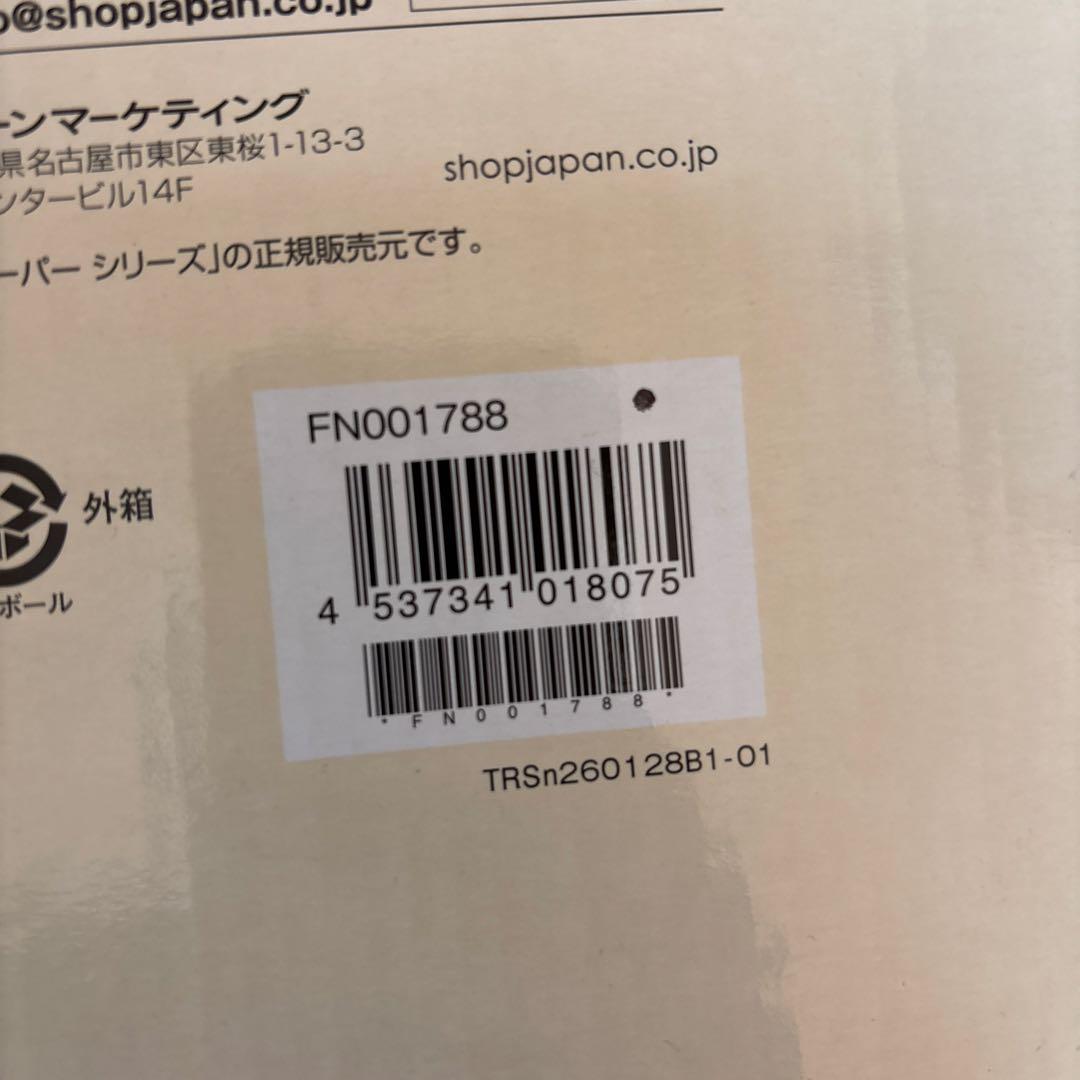 o@shopjapan.co.jp
ーンマーケティング
県名古屋市東区東桜1-13-3
ンタービル14F
shopjapan.co.jp
ーパー シリーズ」の正規販売元です。
FN001788
外箱
ボール
4 537341 018075
*FN001788*
TRSn260128B1-01